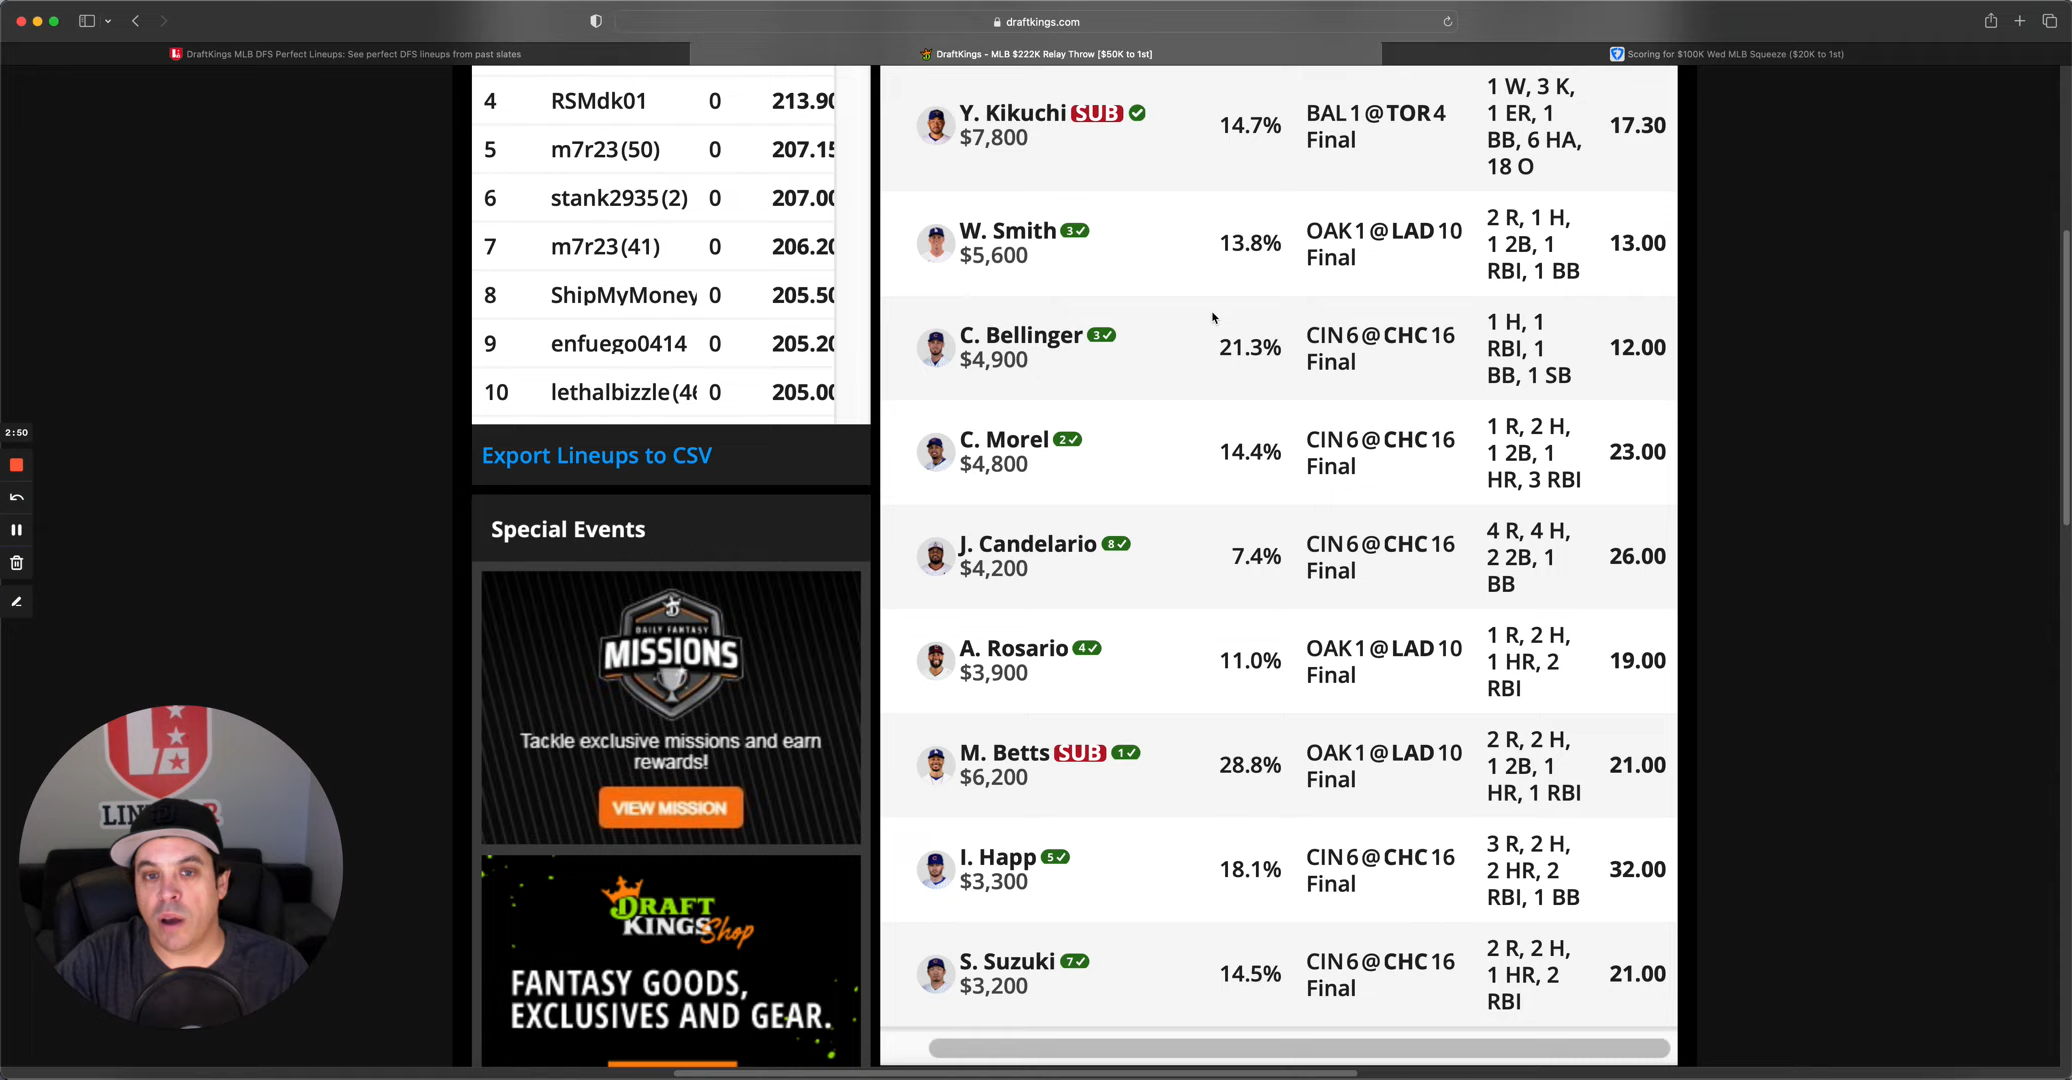 draftkings.com
DraftKings MLB DFS Perfect Lineups: See perfect DFS lineups from past slates
DraftKings - MLB $222K Relay Throw [$50K to 1st]
Scoring for $100K Wed MLB Squeeze ($20K to 1st)
4 RSMdk01 0 213.90
5 m7r23(50) 0 207.15
6 stank2935(2) 0 207.00
7 m7r23(41) 0 206.20
8 ShipMyMoney 0 205.50
9 enfuego0414 0 205.20
10 lethalbizzle(46 0 205.00
Export Lineups to CSV
Special Events
DAILY FANTASY
MISSIONS
Tackle exclusive missions and earn
rewards!
VIEW MISSION
DRAFT
KINGS Shop
FANTASY GOODS,
EXCLUSIVES AND GEAR.
2:50
Y. Kikuchi SUB
$7,800
14.7%
BAL 1 @ TOR 4
Final
1 W, 3 K,
1 ER, 1
BB, 6 HA,
18 O
17.30
W. Smith 3
$5,600
13.8%
OAK 1 @ LAD 10
Final
2 R, 1 H,
1 2B, 1
RBI, 1 BB
13.00
C. Bellinger 3
$4,900
21.3%
CIN 6 @ CHC 16
Final
1 H, 1
RBI, 1
BB, 1 SB
12.00
C. Morel 2
$4,800
14.4%
CIN 6 @ CHC 16
Final
1 R, 2 H,
1 2B, 1
HR, 3 RBI
23.00
J. Candelario 8
$4,200
7.4%
CIN 6 @ CHC 16
Final
4 R, 4 H,
2 2B, 1
BB
26.00
A. Rosario 4
$3,900
11.0%
OAK 1 @ LAD 10
Final
1 R, 2 H,
1 HR, 2
RBI
19.00
M. Betts SUB 1
$6,200
28.8%
OAK 1 @ LAD 10
Final
2 R, 2 H,
1 2B, 1
HR, 1 RBI
21.00
I. Happ 5
$3,300
18.1%
CIN 6 @ CHC 16
Final
3 R, 2 H,
2 HR, 2
RBI, 1 BB
32.00
S. Suzuki 7
$3,200
14.5%
CIN 6 @ CHC 16
Final
2 R, 2 H,
1 HR, 2
RBI
21.00